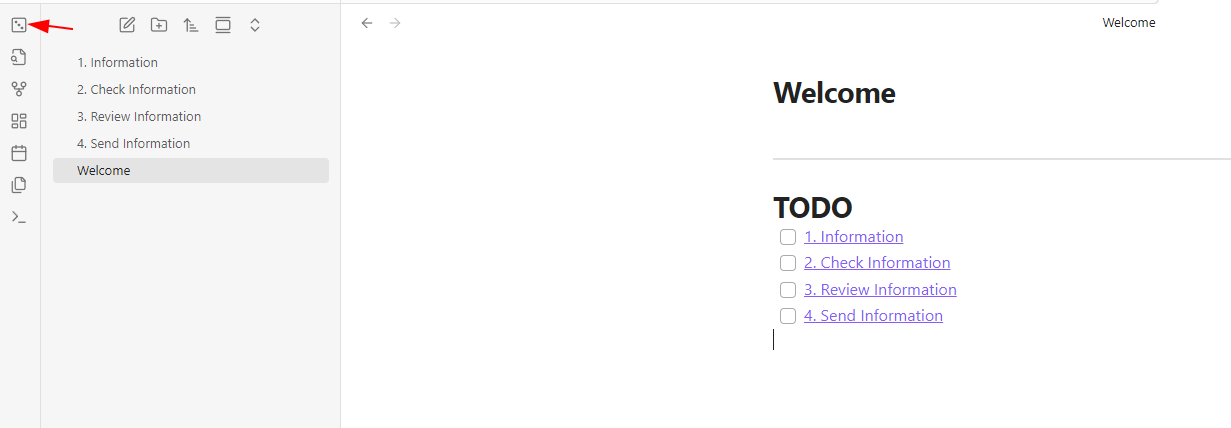 1. Information
2. Check Information
3. Review Information
4. Send Information
Welcome
Welcome
Welcome
TODO
1. Information
2. Check Information
3. Review Information
4. Send Information